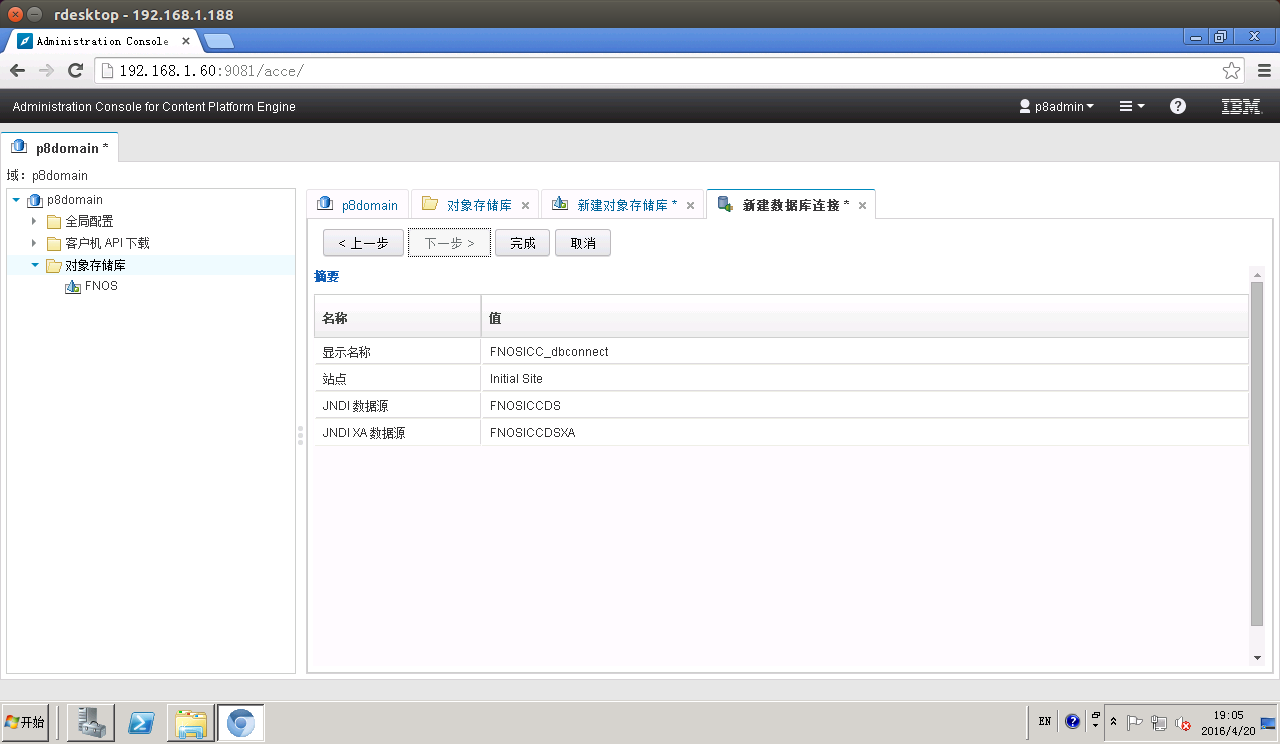 rdesktop - 192.168.1.188
Administration Console
192.168.1.60:9081/acce/
Administration Console for Content Platform Engine
p8admin
IBM.
p8domain *
域： p8domain
p8domain
全局配置
客户机 API 下载
对象存储库
FNOS
p8domain
对象存储库
新建对象存储库 *
新建数据库连接 *
< 上一步
下一步 >
完成
取消
摘要
名称 值
显示名称 FNOSICC_dbconnect
站点 Initial Site
JNDI 数据源 FNOSICCDS
JNDI XA 数据源 FNOSICCDSXA
开始
EN
19:05
2016/4/20